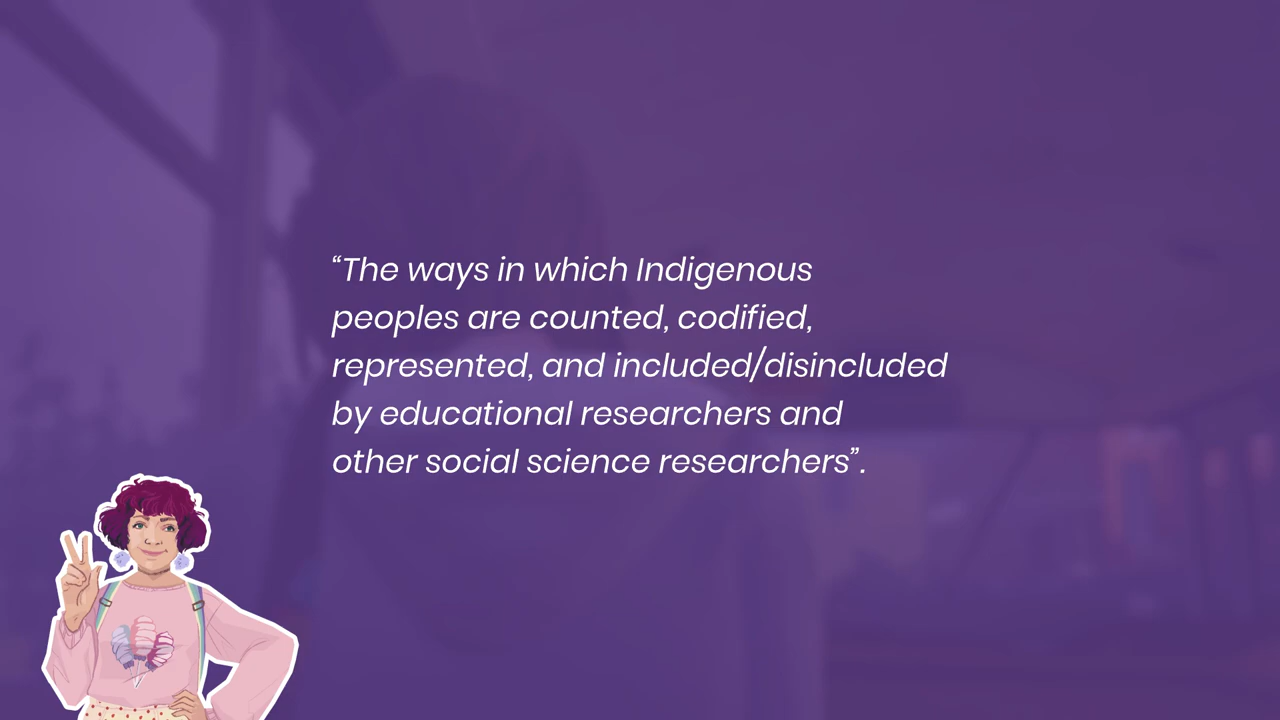 “The ways in which Indigenous
peoples are counted, codified,
represented, and included/disincluded
by educational researchers and
other social science researchers”.